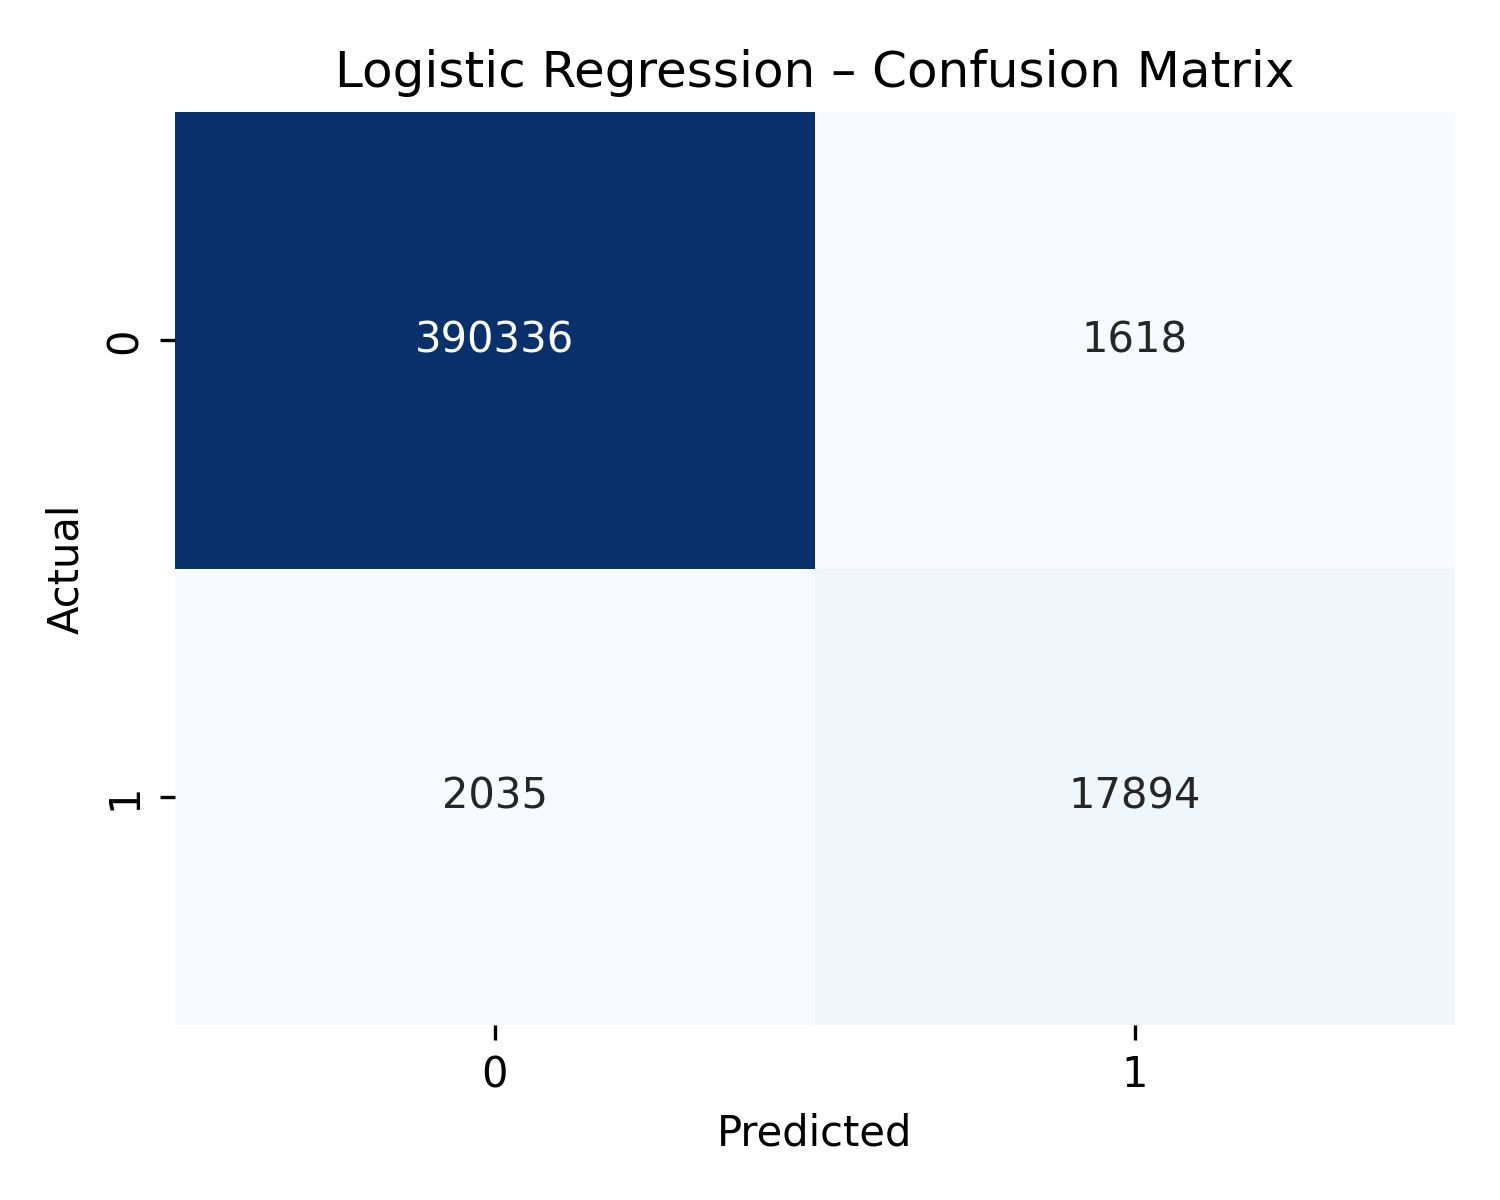 Logistic Regression – Confusion Matrix
390336 1618
0
Actual
2035 17894
1
0 1
Predicted